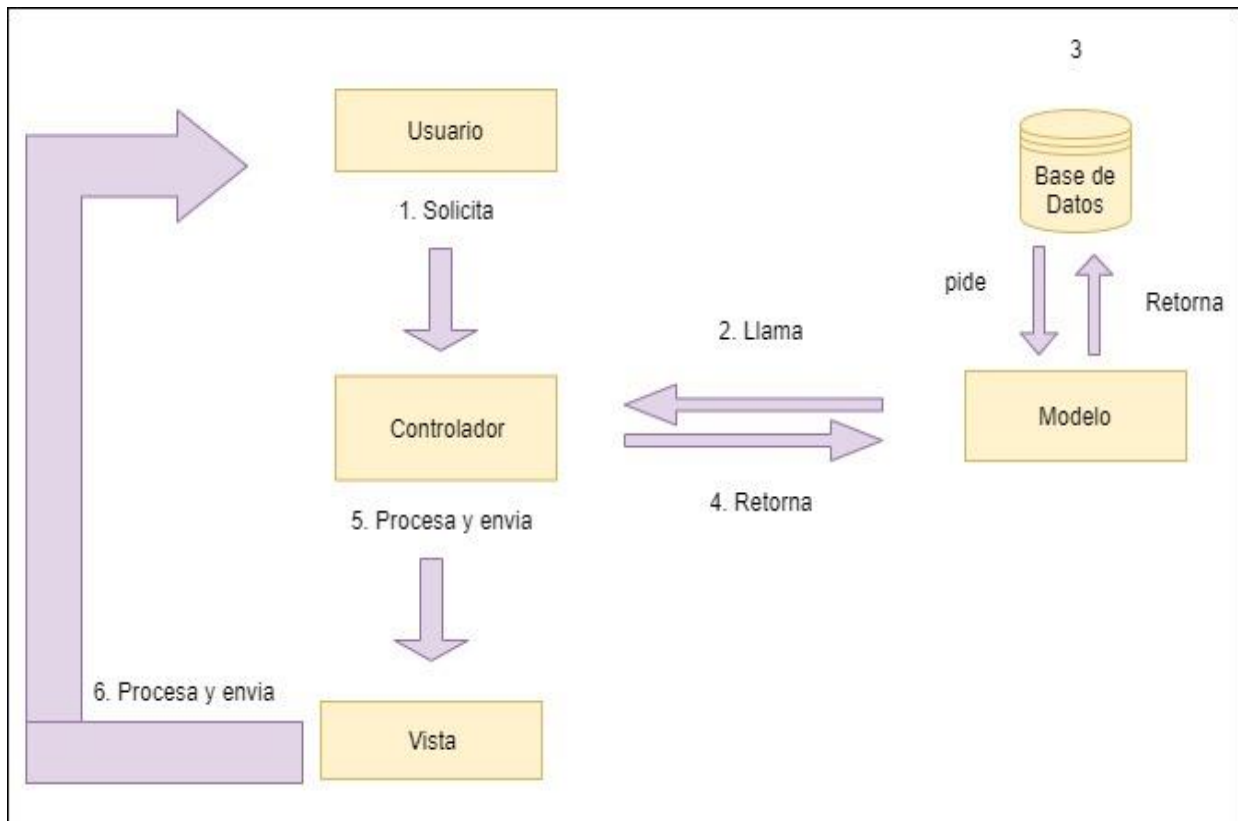 3
Usuario
Base de
Datos
1. Solicita
pide
Retorna
2. Llama
Controlador
Modelo
4. Retorna
5. Procesa y envia
6. Procesa y envia
Vista